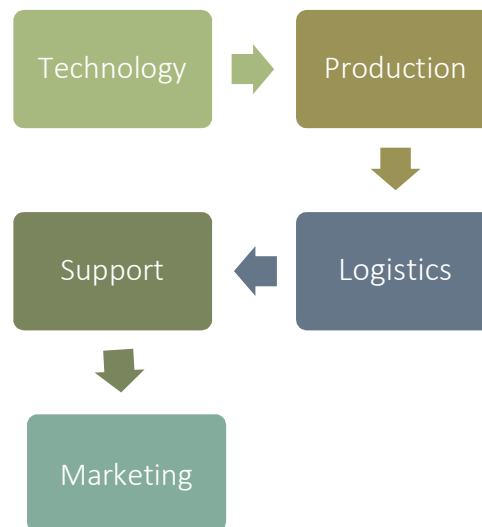 Technology
Production
Logistics
Support
Marketing